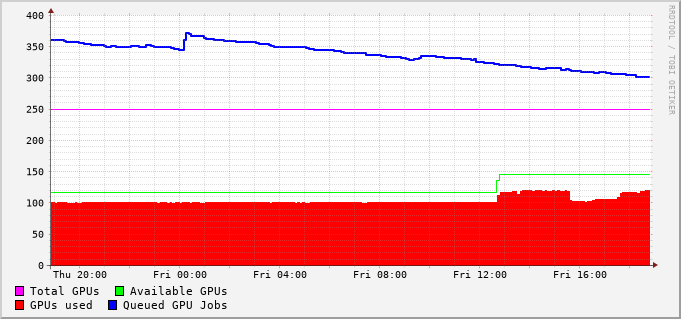 400
350
300
250
200
150
100
50
0
Thu 20:00 Fri 00:00 Fri 04:00 Fri 08:00 Fri 12:00 Fri 16:00
Total GPUs Available GPUs
GPUs used Queued GPU Jobs
RRDTOOL / TOBI OETIKER